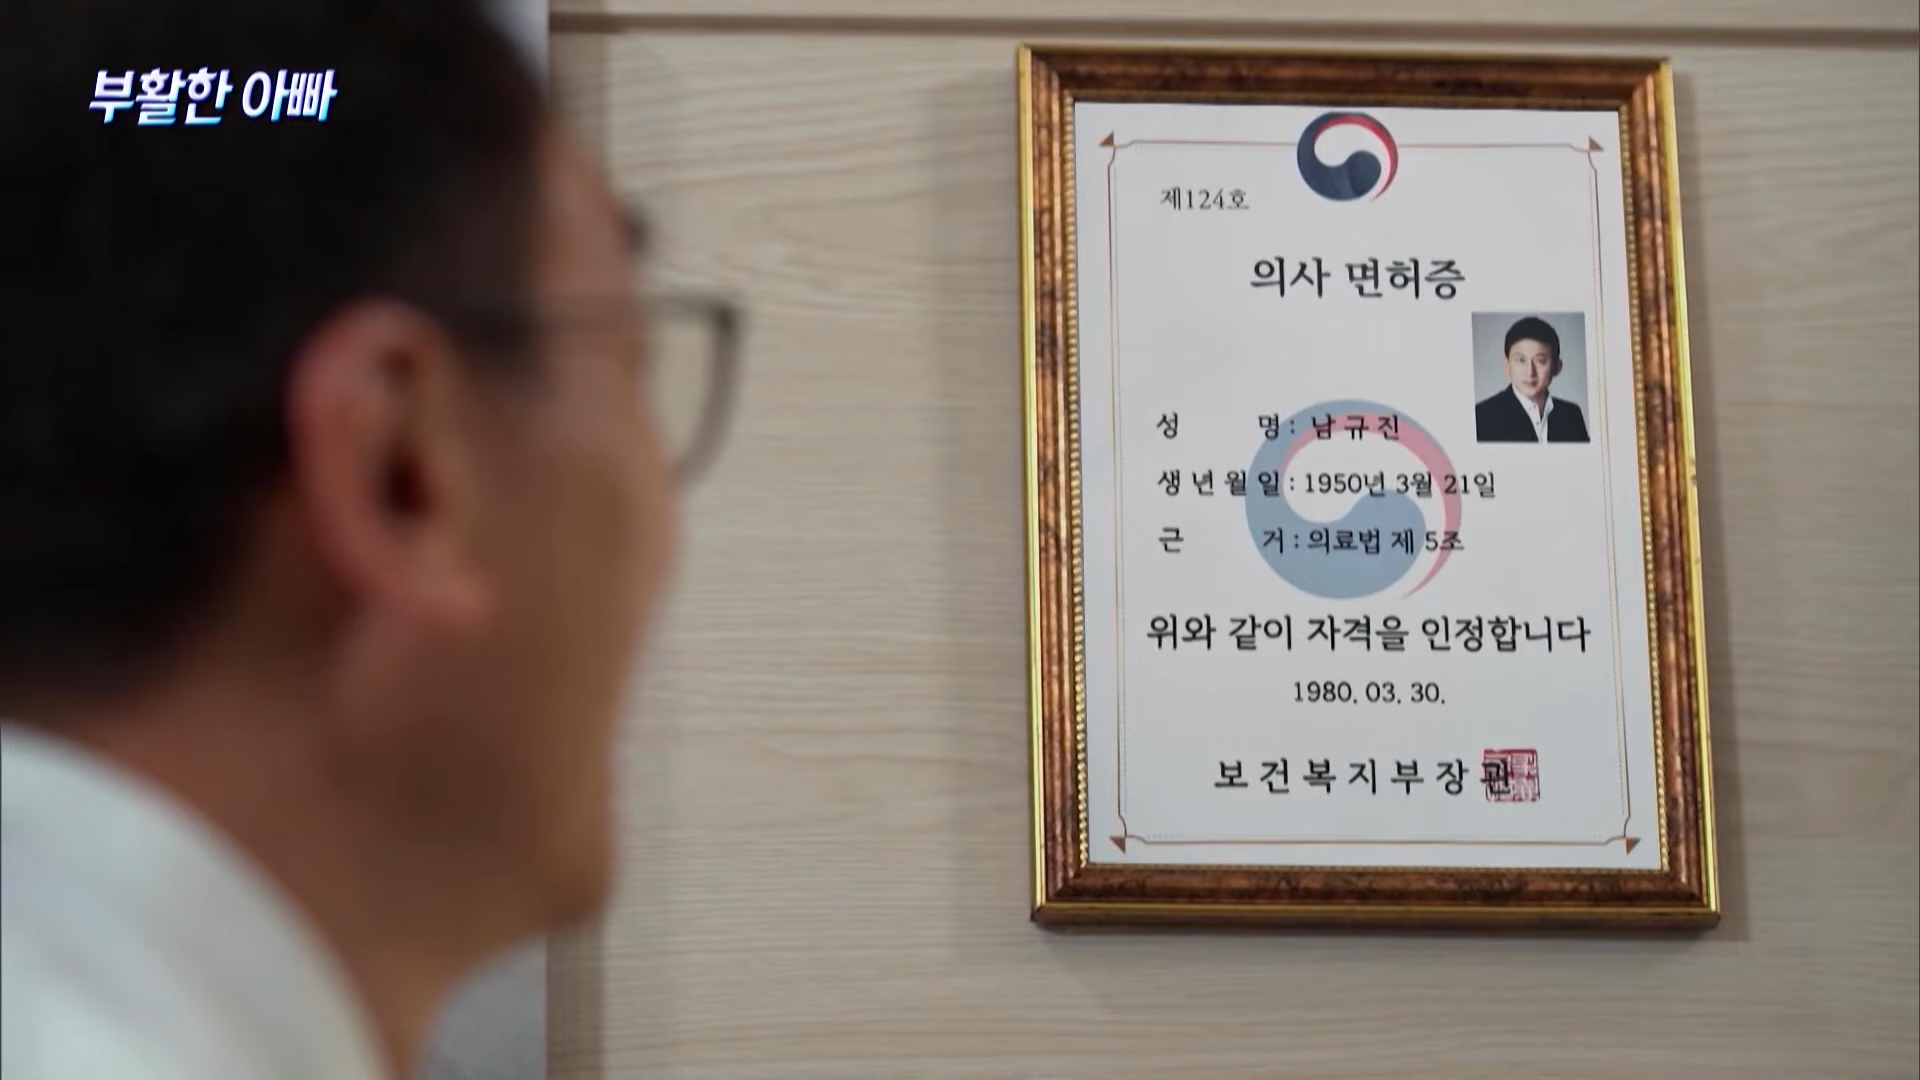 부활한 아빠
제124호
의사 면허증
성 명 : 남 규 진
생 년 월 일 : 1950년 3월 21일
근 거 : 의료법 제 5조
위와 같이 자격을 인정합니다
1980. 03. 30.
보 건 복 지 부 장 관